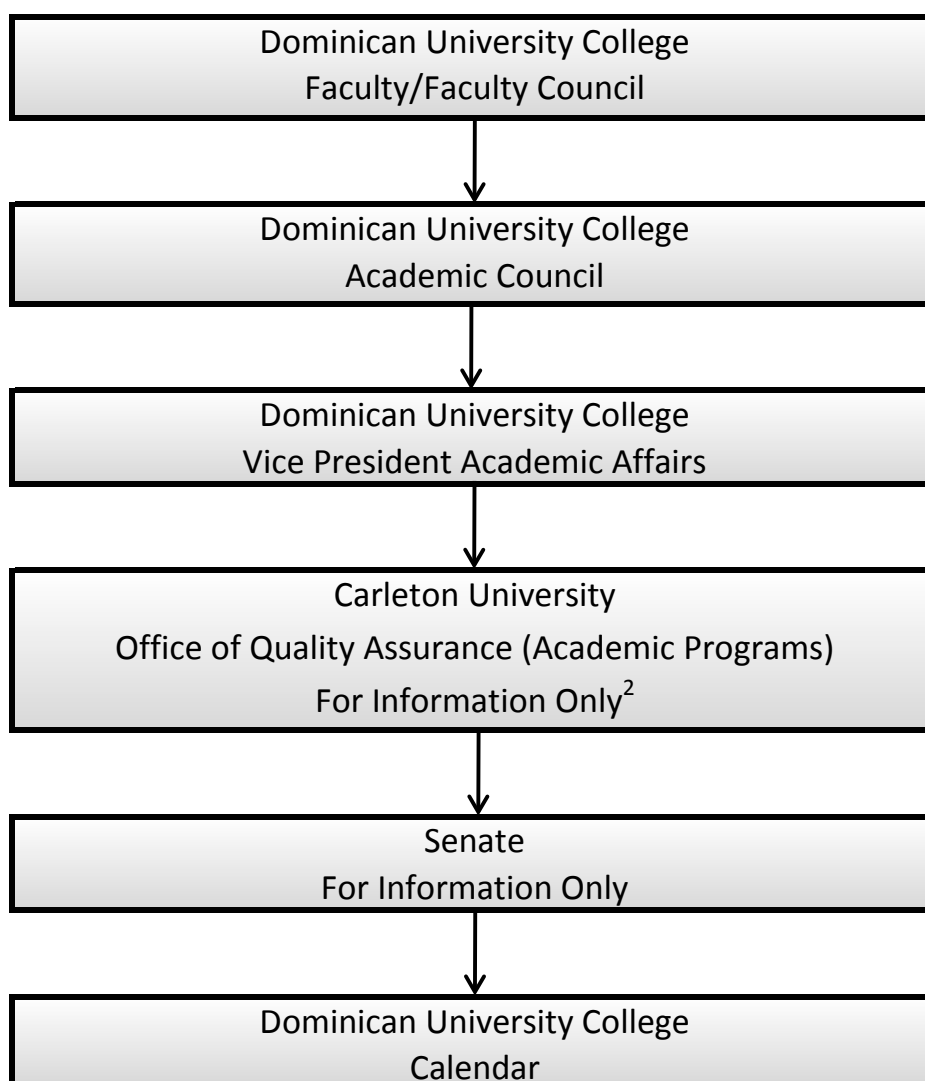 Dominican University College
Faculty/Faculty Council
Dominican University College
Academic Council
Dominican University College
Vice President Academic Affairs
Carleton University
Office of Quality Assurance (Academic Programs)
For Information Only²
Senate
For Information Only
Dominican University College
Calendar